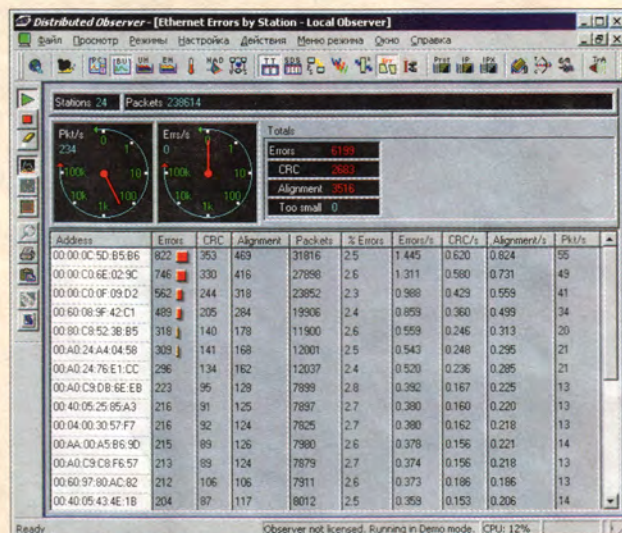 Distributed Observer - [Ethernet Errors by Station - Local Observer]
Файл Просмотр Режимы Настройка Действия Меню режима Окно Справка
Stations 24 Packets 238614
Pkt/s
234
0 1 10 100 1k 10k 100k
Errs/s
0
0 1 10 100 1k 10k 100k
Totals
Errors 6199
CRC 2683
Alignment 3516
Too small 0
Address Errors CRC Alignment Packets % Errors Errors/s CRC/s Alignment/s Pkt/s
00:00:0C:5D:B5:B6 822 353 469 31816 2.5 1.445 0.620 0.824 55
00:00:C0:6E:02:9C 746 330 416 27898 2.6 1.311 0.580 0.731 49
00:00:C0:0F:09:D2 562 244 318 23852 2.3 0.988 0.429 0.559 41
00:60:08:9F:42:C1 489 205 284 19906 2.4 0.859 0.360 0.499 34
00:80:C8:52:3B:B5 318 140 178 11900 2.6 0.559 0.246 0.313 20
00:A0:24:A4:04:58 309 141 168 12001 2.5 0.543 0.248 0.295 21
00:A0:24:76:E1:CC 296 134 162 12037 2.4 0.520 0.236 0.285 21
00:A0:C9:DB:6E:EB 223 95 128 7899 2.8 0.392 0.167 0.225 13
00:40:05:25:85:A3 216 91 125 7897 2.7 0.380 0.160 0.220 13
00:04:00:30:57:F7 216 92 124 7825 2.7 0.380 0.162 0.218 13
00:AA:00:A5:B6:9D 215 89 126 7980 2.6 0.378 0.156 0.221 14
00:A0:C9:C8:F6:57 213 89 124 7879 2.7 0.374 0.156 0.218 13
00:60:97:80:AC:82 212 106 106 7911 2.6 0.373 0.186 0.186 13
00:40:05:43:4E:1B 204 87 117 8012 2.5 0.359 0.153 0.206 14
Ready Observer not licensed. Running in Demo mode. CPU: 12%